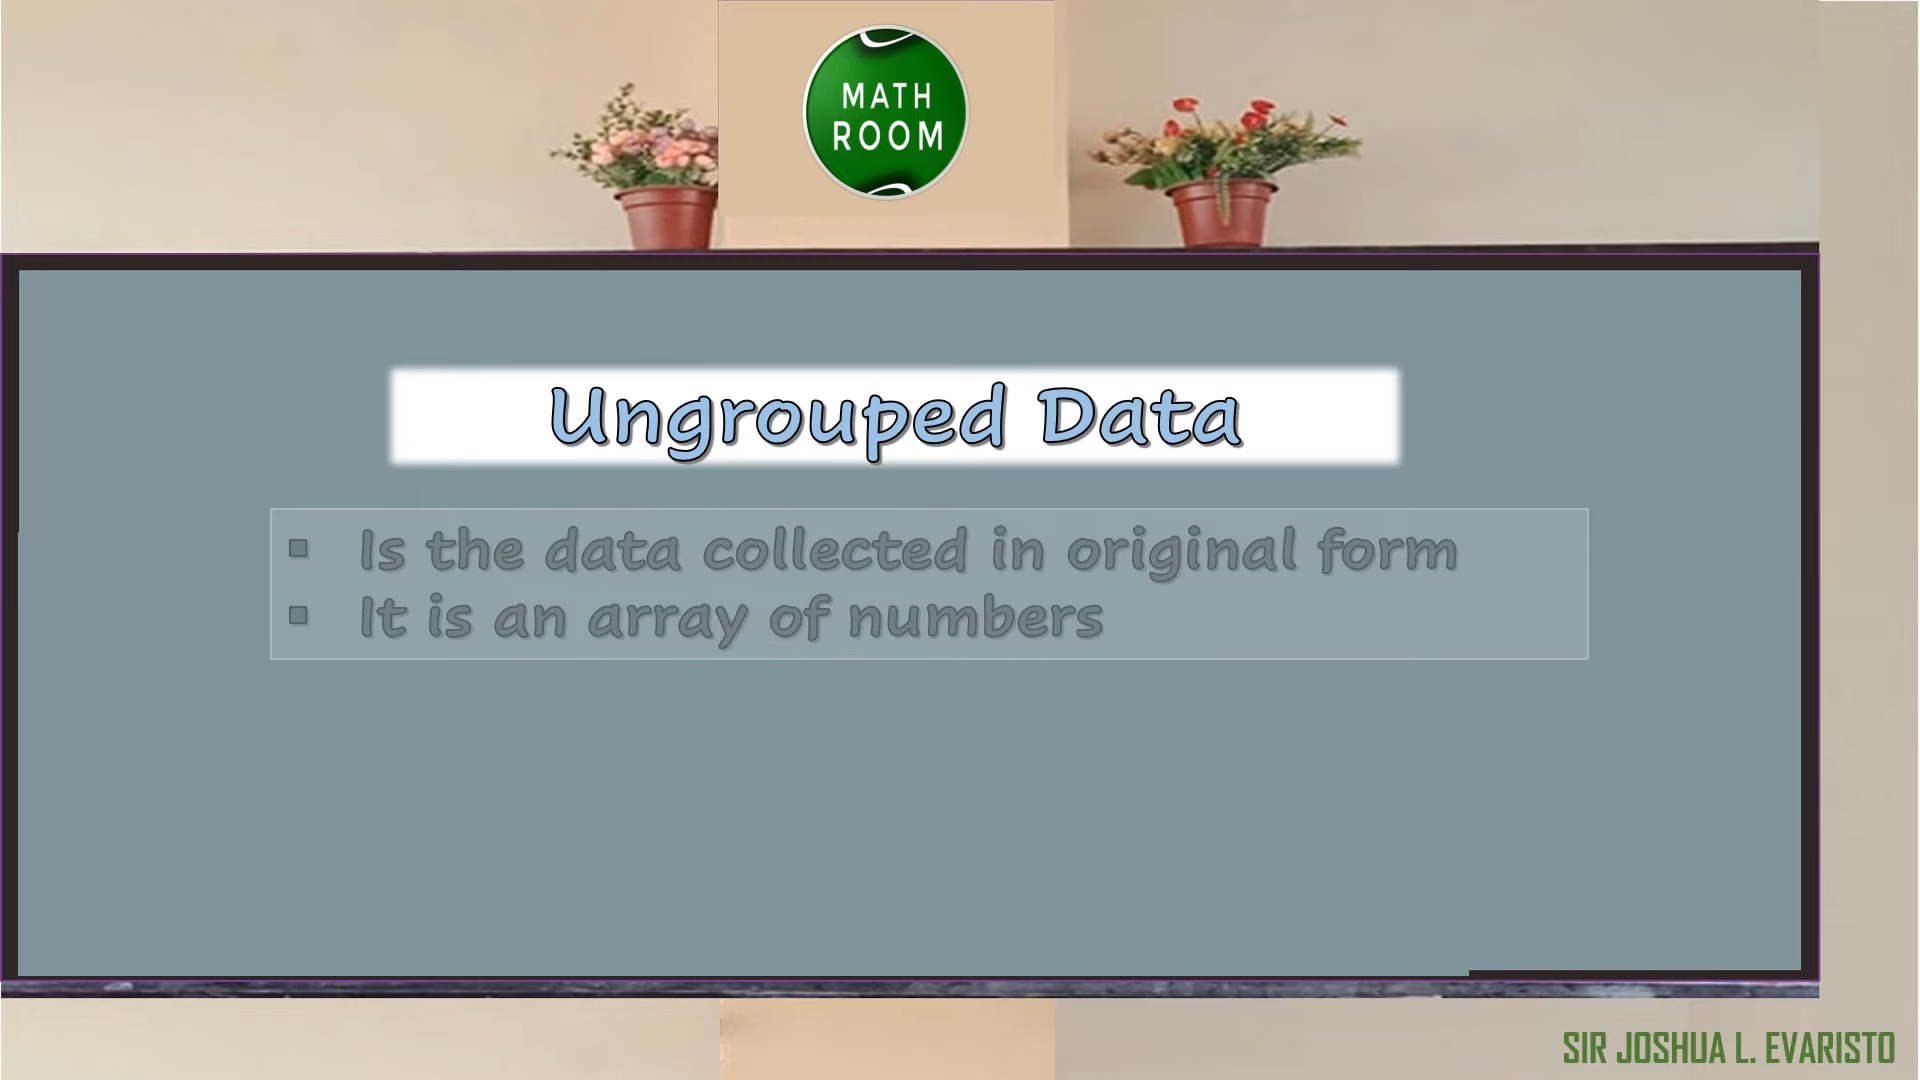 MATH
ROOM
Ungrouped Data
▪ Is the data collected in original form
▪ It is an array of numbers
SIR JOSHUA L. EVARISTO